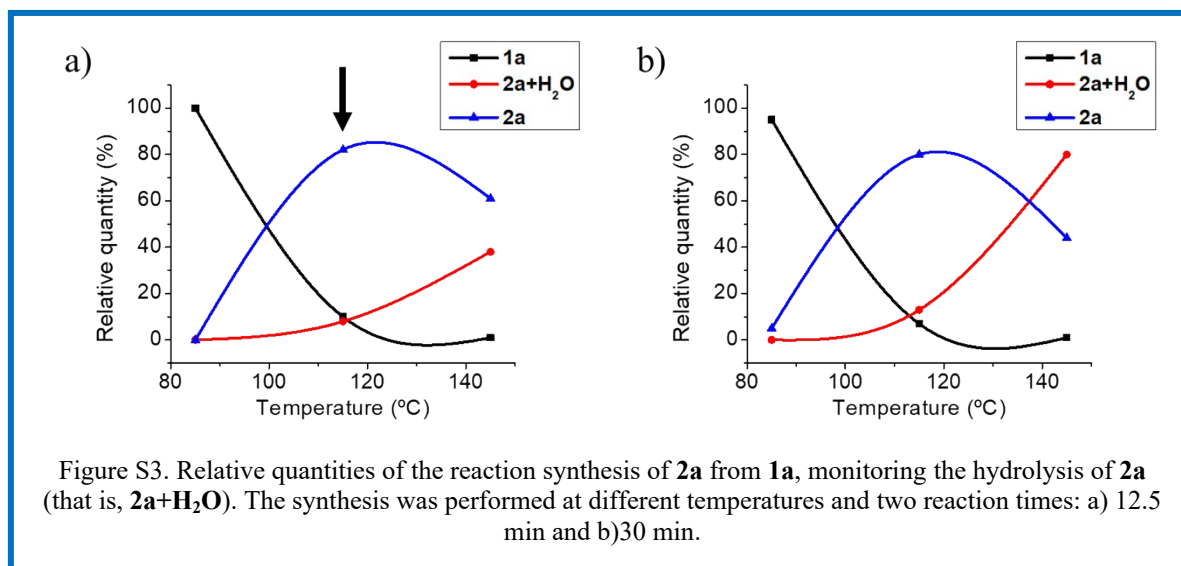 a)
1a
2a+H₂O
2a
Relative quantity (%)
100
80
60
40
20
0
80
100
120
140
Temperature (ºC)
b)
1a
2a+H₂O
2a
Relative quantity (%)
100
80
60
40
20
0
80
100
120
140
Temperature (ºC)
Figure S3. Relative quantities of the reaction synthesis of 2a from 1a, monitoring the hydrolysis of 2a
(that is, 2a+H₂O). The synthesis was performed at different temperatures and two reaction times: a) 12.5
min and b)30 min.